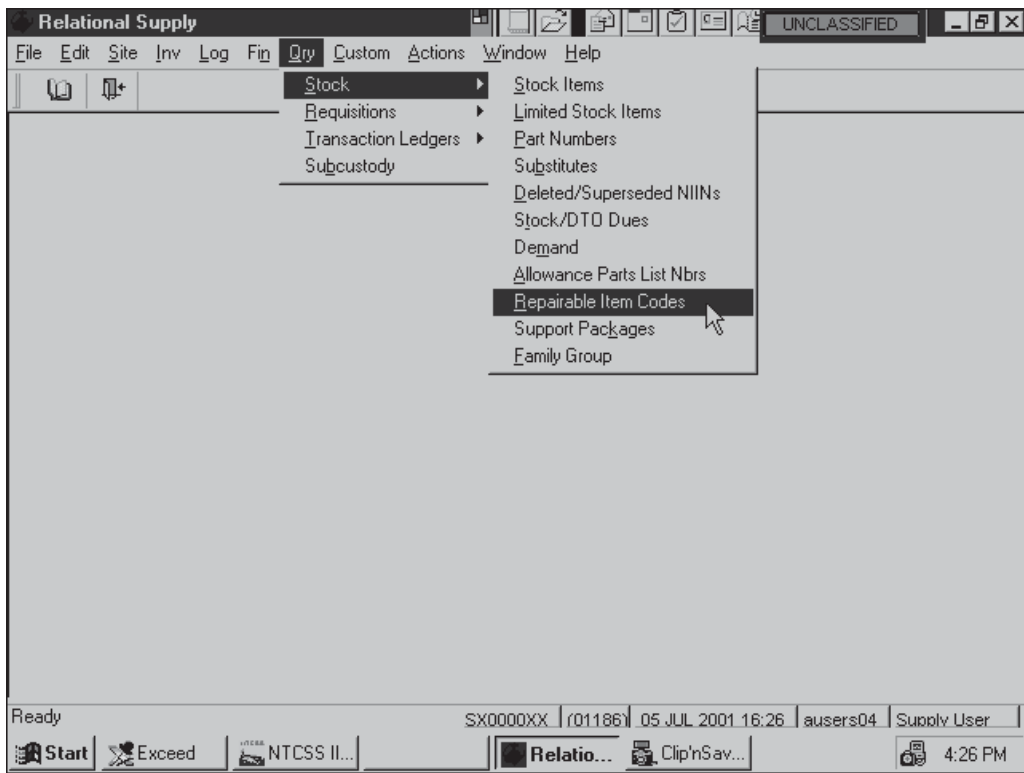 Relational Supply
UNCLASSIFIED
File Edit Site Inv Log Fin Qry Custom Actions Window Help
Stock
Requisitions
Transaction Ledgers
Subcustody
Stock Items
Limited Stock Items
Part Numbers
Substitutes
Deleted/Superseded NIINs
Stock/DTO Dues
Demand
Allowance Parts List Nbrs
Repairable Item Codes
Support Packages
Family Group
Ready SX0000XX (01186) 05 JUL 2001 16:26 ausers04 Supply User
Start Exceed NTCSS II... Relatio... Clip'nSav... 4:26 PM